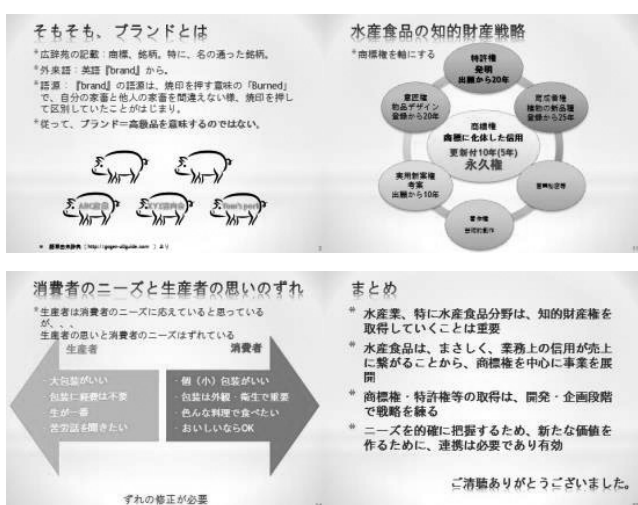 そもそも、ブランドとは
*広辞苑の記載：商標、銘柄。特に、名の通った銘柄。
*外来語：英語『brand』から。
*語源：『brand』の語源は、焼印を押す意味の「Burned」
で、自分の家畜と他人の家畜を間違えない様、焼印を押し
て区別していたことがはじまり。
*従って、ブランド＝高級品を意味するのではない。
水産食品の知的財産戦略
*商標権を軸にする
特許権
発明
出願から20年
意匠権
物品デザイン
登録から20年
育成者権
植物の新品種
登録から25年
商標権
商標に化体した信用
更新付10年(5年)
永久権
実用新案権
考案
出願から10年
営業秘密等
著作権
消費者のニーズと生産者の思いのずれ
*生産者は消費者のニーズに応えていると思っている
が、、、
生産者の思いと消費者のニーズはずれている
生産者
消費者
・大包装がいい
・包装に経費は不要
・生が一番
・苦労話を聞きたい
・個（小）包装がいい
・包装は外観・衛生で重要
・色んな料理で食べたい
・おいしいならOK
ずれの修正が必要
まとめ
* 水産業、特に水産食品分野は、知的財産権を
取得していくことは重要
* 水産食品は、まさしく、業務上の信用が売上
に繋がることから、商標権を中心に事業を展
開
* 商標権・特許権等の取得は、開発・企画段階
で戦略を練る
* ニーズを的確に把握するため、新たな価値を
作るために、連携は必要であり有効
ご清聴ありがとうございました。